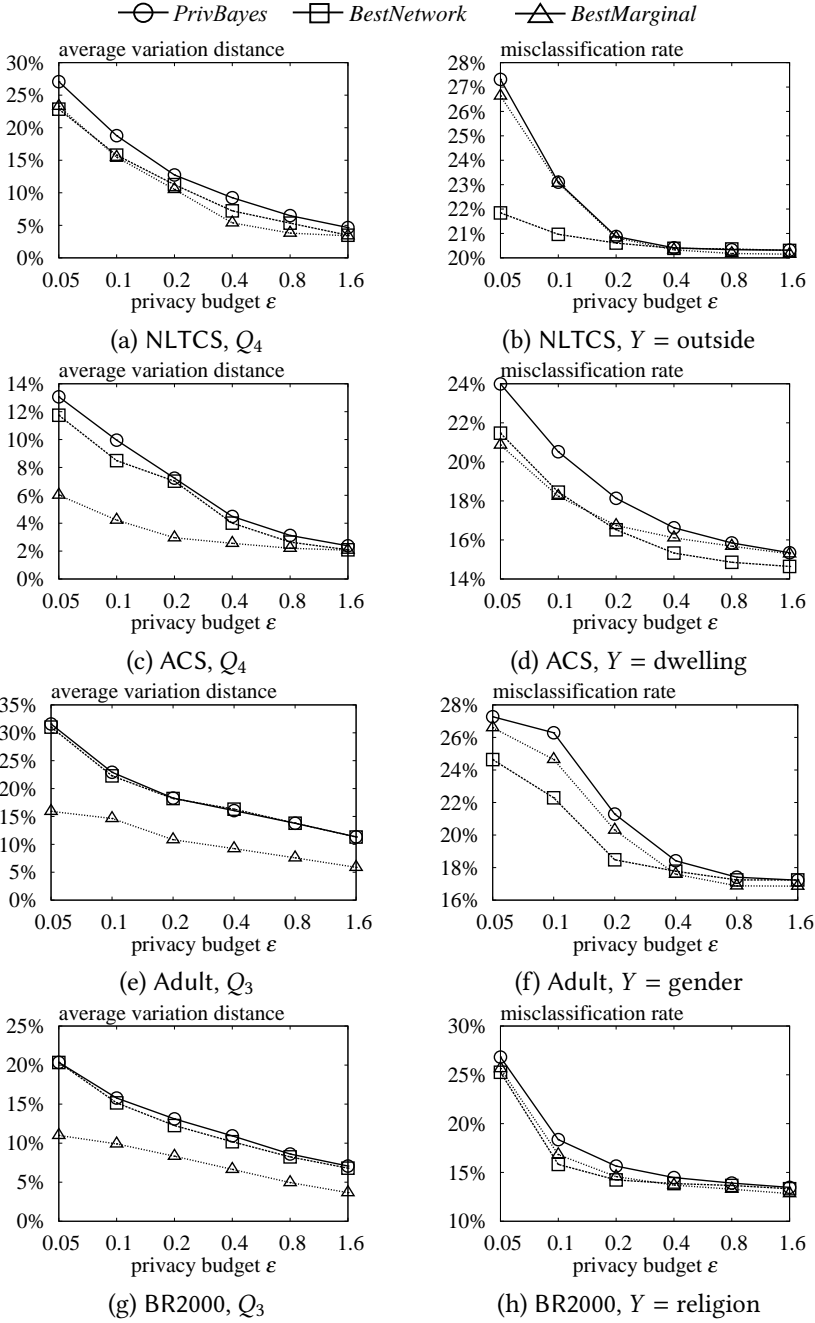 PrivBayes BestNetwork BestMarginal
average variation distance
30%
25%
20%
15%
10%
5%
0%
0.05 0.1 0.2 0.4 0.8 1.6
privacy budget ε
(a) NLTCS, Q4
misclassification rate
28%
27%
26%
25%
24%
23%
22%
21%
20%
0.05 0.1 0.2 0.4 0.8 1.6
privacy budget ε
(b) NLTCS, Y = outside
average variation distance
14%
12%
10%
8%
6%
4%
2%
0%
0.05 0.1 0.2 0.4 0.8 1.6
privacy budget ε
(c) ACS, Q4
misclassification rate
24%
22%
20%
18%
16%
14%
0.05 0.1 0.2 0.4 0.8 1.6
privacy budget ε
(d) ACS, Y = dwelling
average variation distance
35%
30%
25%
20%
15%
10%
5%
0%
0.05 0.1 0.2 0.4 0.8 1.6
privacy budget ε
(e) Adult, Q3
misclassification rate
28%
26%
24%
22%
20%
18%
16%
0.05 0.1 0.2 0.4 0.8 1.6
privacy budget ε
(f) Adult, Y = gender
average variation distance
25%
20%
15%
10%
5%
0%
0.05 0.1 0.2 0.4 0.8 1.6
privacy budget ε
(g) BR2000, Q3
misclassification rate
30%
25%
20%
15%
10%
0.05 0.1 0.2 0.4 0.8 1.6
privacy budget ε
(h) BR2000, Y = religion